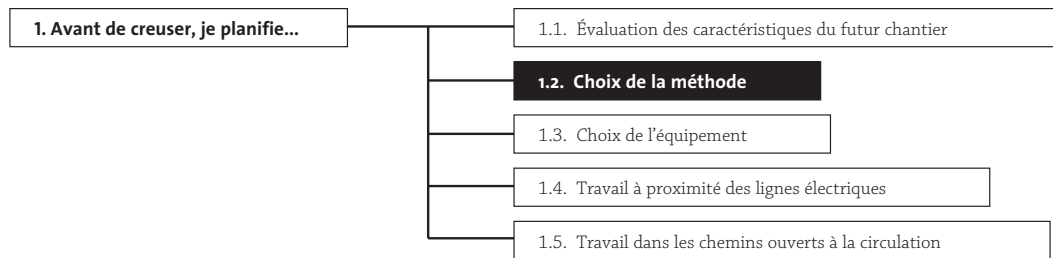 1. Avant de creuser, je planifie...
1.1. Évaluation des caractéristiques du futur chantier
1.2. Choix de la méthode
1.3. Choix de l’équipement
1.4. Travail à proximité des lignes électriques
1.5. Travail dans les chemins ouverts à la circulation